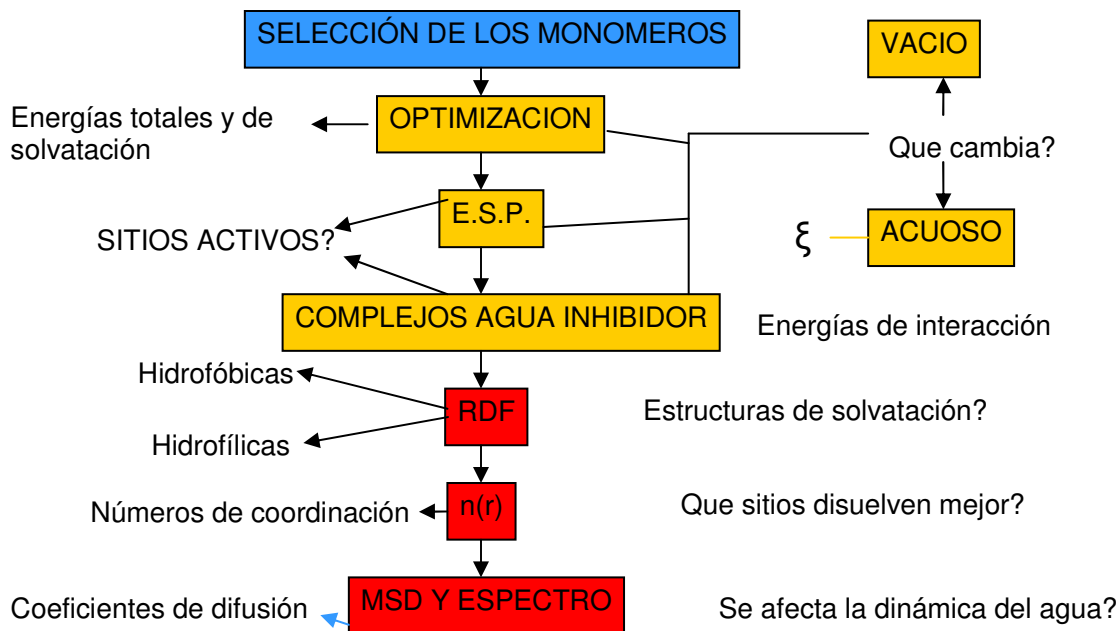 SELECCIÓN DE LOS MONOMEROS
VACIO
Energías totales y de
solvatación
OPTIMIZACION
Que cambia?
E.S.P.
SITIOS ACTIVOS?
ξ
ACUOSO
COMPLEJOS AGUA INHIBIDOR
Energías de interacción
Hidrofóbicas
RDF
Estructuras de solvatación?
Hidrofílicas
Números de coordinación
n(r)
Que sitios disuelven mejor?
Coeficientes de difusión
MSD Y ESPECTRO
Se afecta la dinámica del agua?